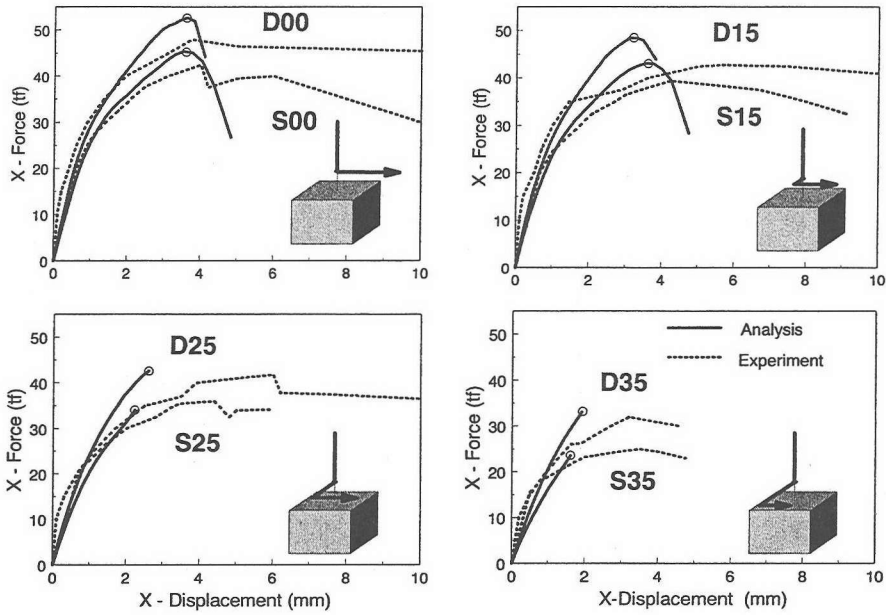 X - Force (tf)
50
40
30
20
10
0
0 2 4 6 8 10
D00
S00
X - Force (tf)
50
40
30
20
10
0
0 2 4 6 8 10
D15
S15
X - Force (tf)
50
40
30
20
10
0
0 2 4 6 8 10
X - Displacement (mm)
D25
S25
X - Force (tf)
50
40
30
20
10
0
0 2 4 6 8 10
X-Displacement (mm)
Analysis
Experiment
D35
S35